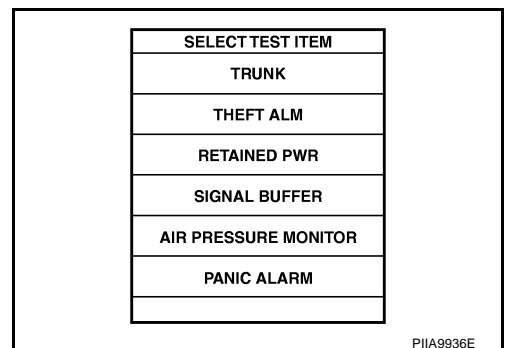 SELECT TEST ITEM
TRUNK
THEFT ALM
RETAINED PWR
SIGNAL BUFFER
AIR PRESSURE MONITOR
PANIC ALARM
PIIA9936E